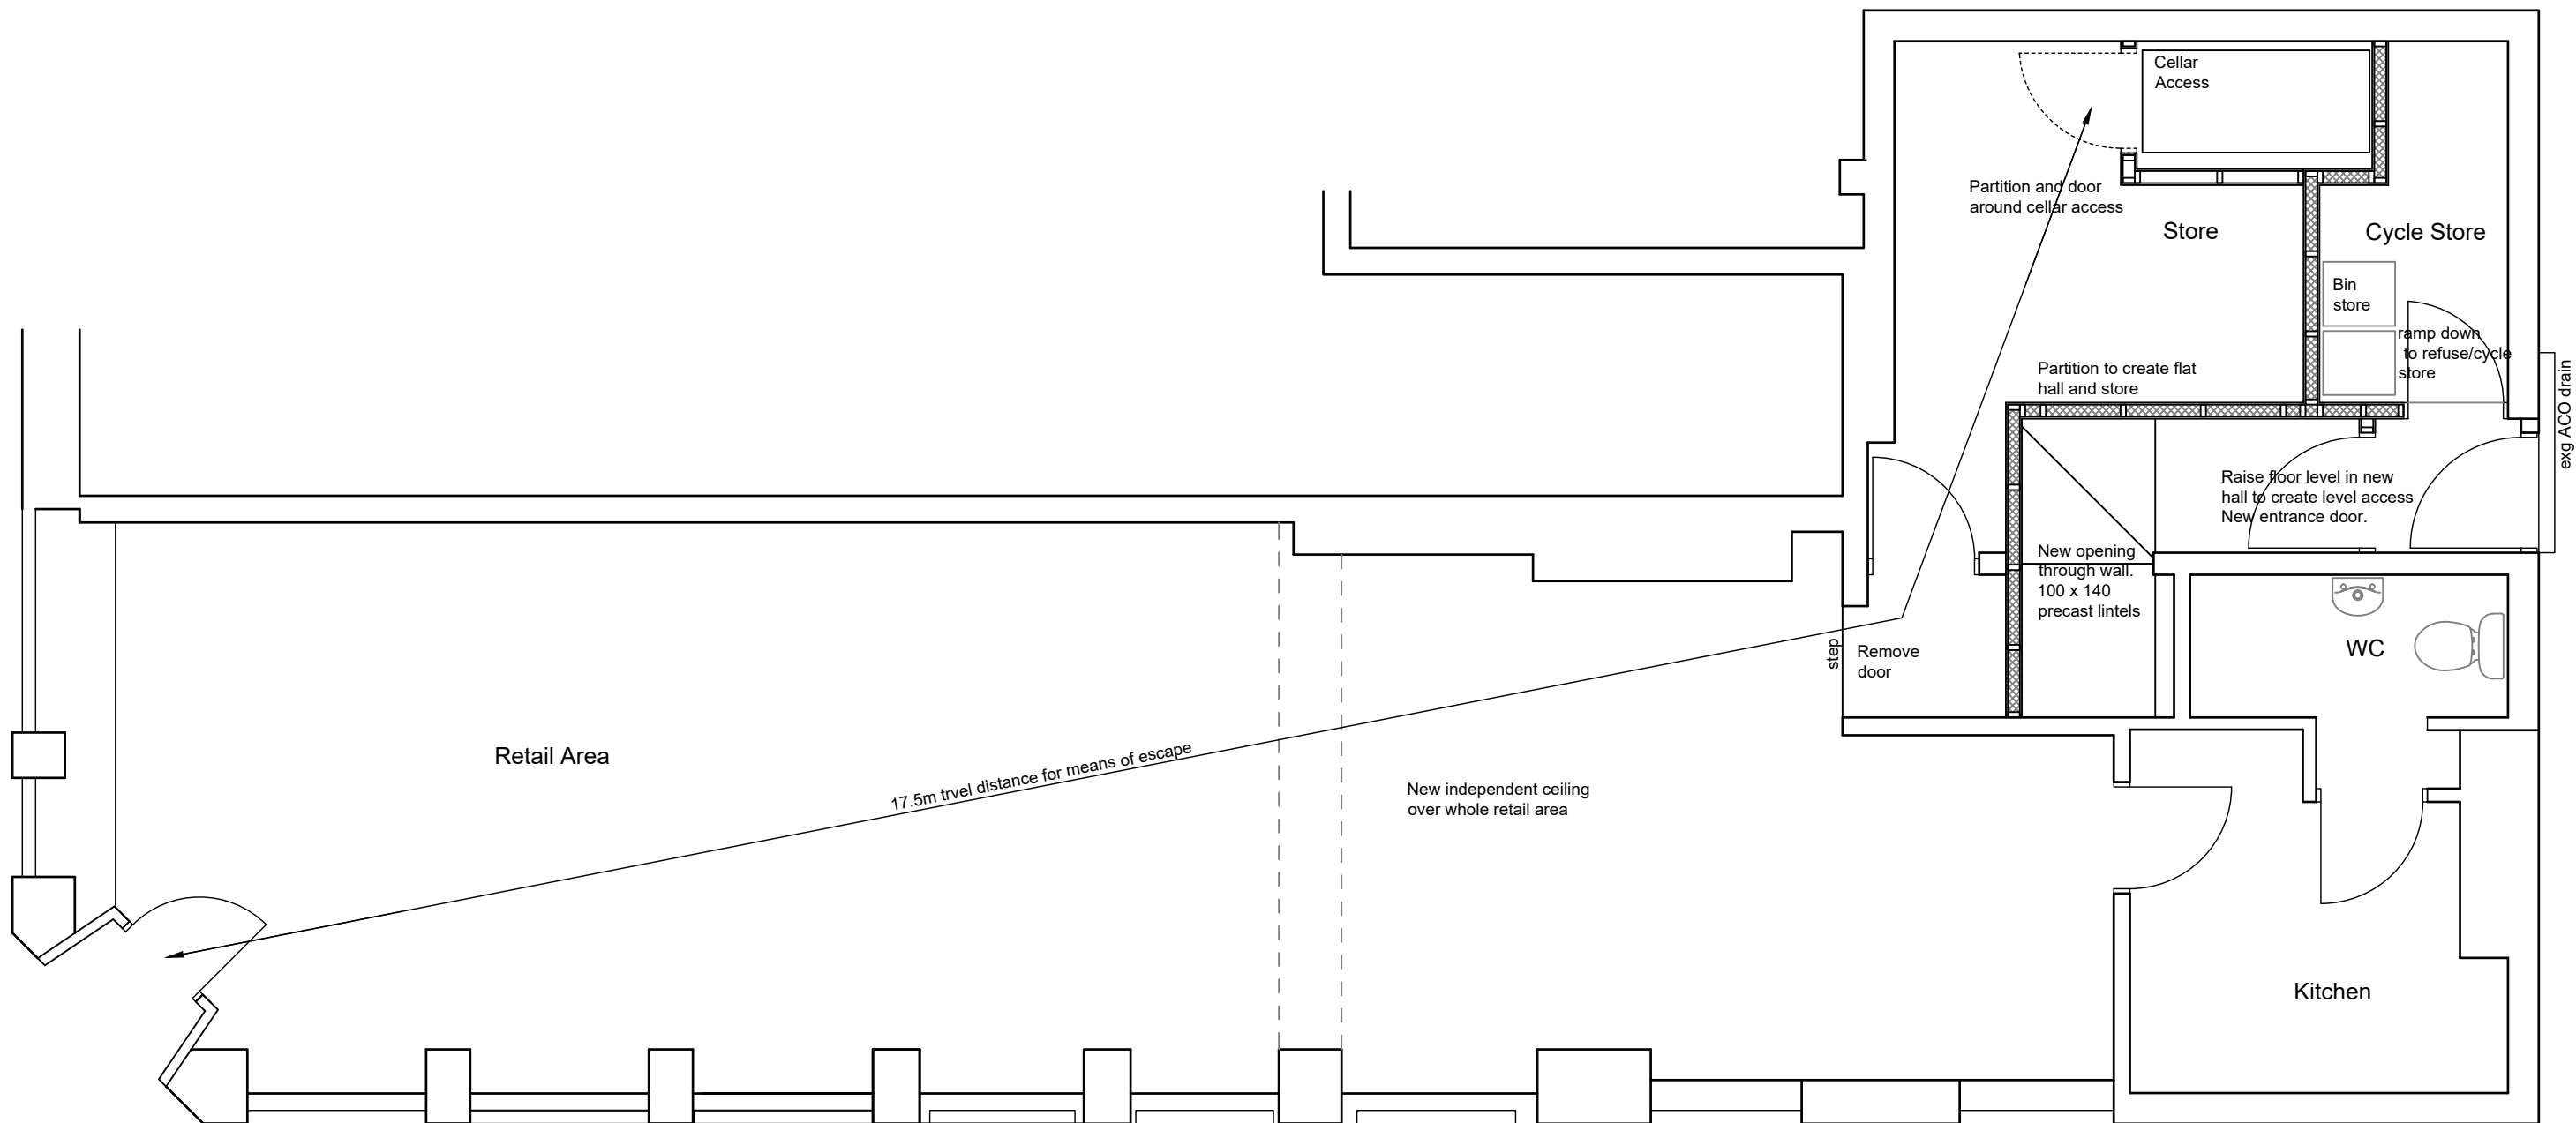 Cellar
Access
Partition and door
around cellar access
Store
Cycle Store
Bin
store
ramp down
to refuse/cycle
store
Partition to create flat
hall and store
exg ACO drain
Raise floor level in new
hall to create level access
New entrance door.
New opening
through wall.
100 x 140
precast lintels
step
Remove
door
WC
Retail Area
17.5m trvel distance for means of escape
New independent ceiling
over whole retail area
Kitchen